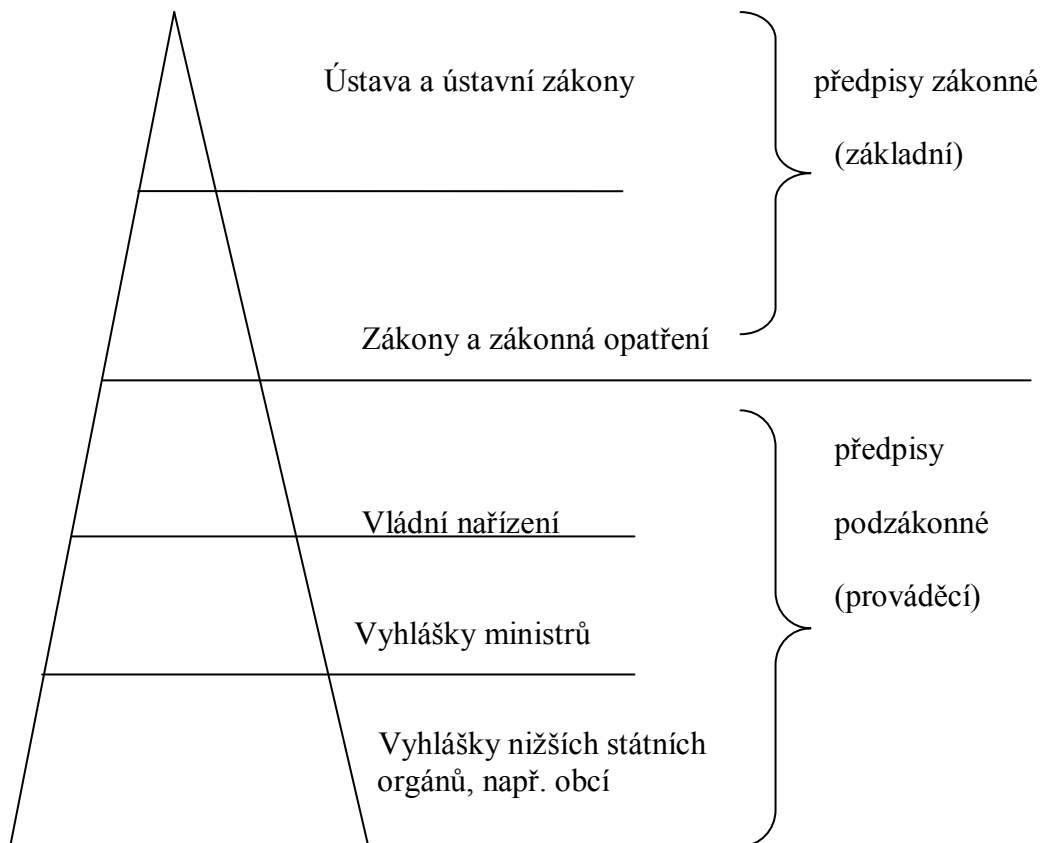 Ústava a ústavní zákony
předpisy zákonné
(základní)
Zákony a zákonná opatření
předpisy
Vládní nařízení
podzákonné
(prováděcí)
Vyhlášky ministrů
Vyhlášky nižších státních
orgánů, např. obcí